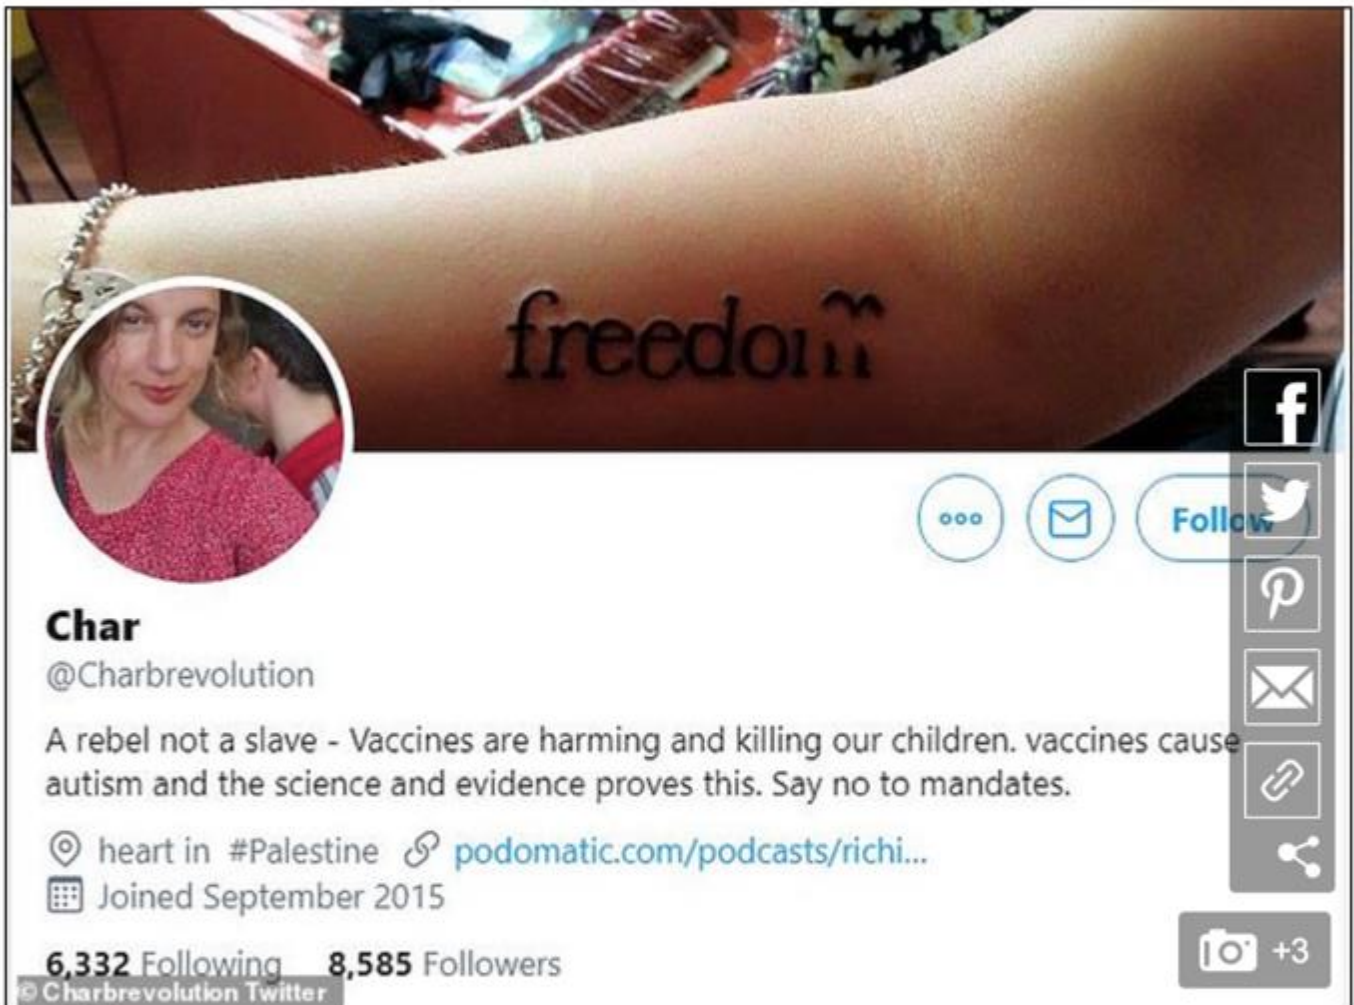 freedom
Follow
Char
@Charbrevolution
A rebel not a slave - Vaccines are harming and killing our children. vaccines cause
autism and the science and evidence proves this. Say no to mandates.
heart in #Palestine podomatic.com/podcasts/richi...
Joined September 2015
6,332 Following 8,585 Followers
© Charbrevolution Twitter
+3